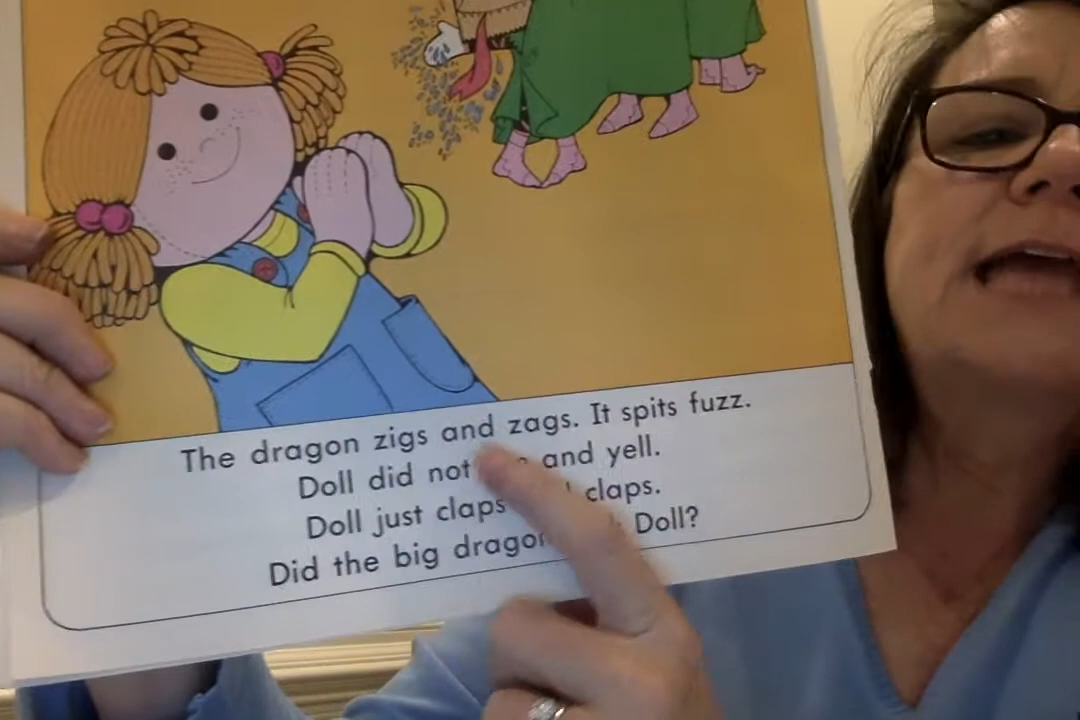 The dragon zigs and zags. It spits fuzz.
Doll did not and yell.
Doll just claps claps.
Did the big dragon Doll?